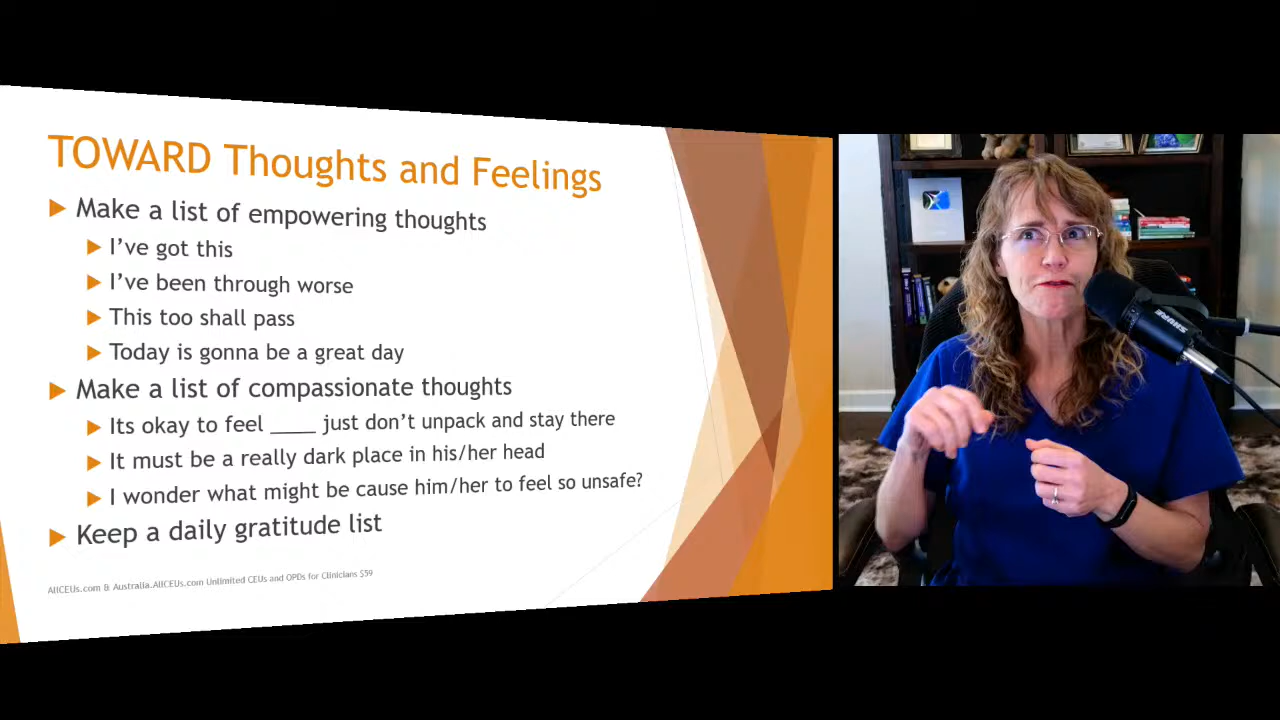 TOWARD Thoughts and Feelings
Make a list of empowering thoughts
I've got this
I've been through worse
This too shall pass
Today is gonna be a great day
Make a list of compassionate thoughts
Its okay to feel ____ just don't unpack and stay there
It must be a really dark place in his/her head
I wonder what might be cause him/her to feel so unsafe?
Keep a daily gratitude list
AllCEUs.com & Australia.AllCEUs.com Unlimited CEUs and OPDs for Clinicians $59
SHURE